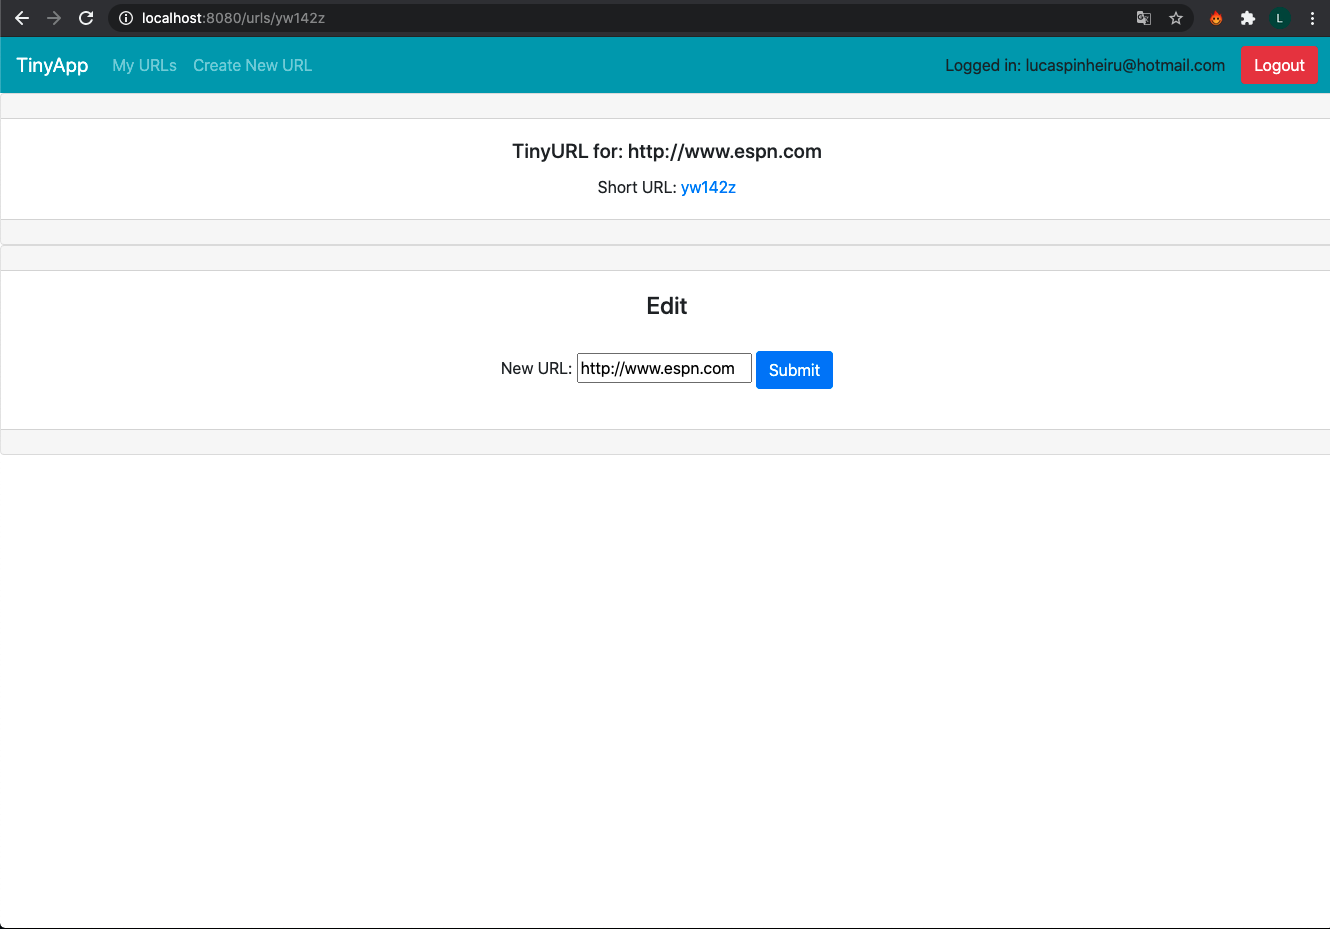 localhost:8080/urls/yw142z
L
TinyApp My URLs Create New URL Logged in: lucaspinheiru@hotmail.com Logout
TinyURL for: http://www.espn.com
Short URL: yw142z
Edit
New URL: http://www.espn.com Submit